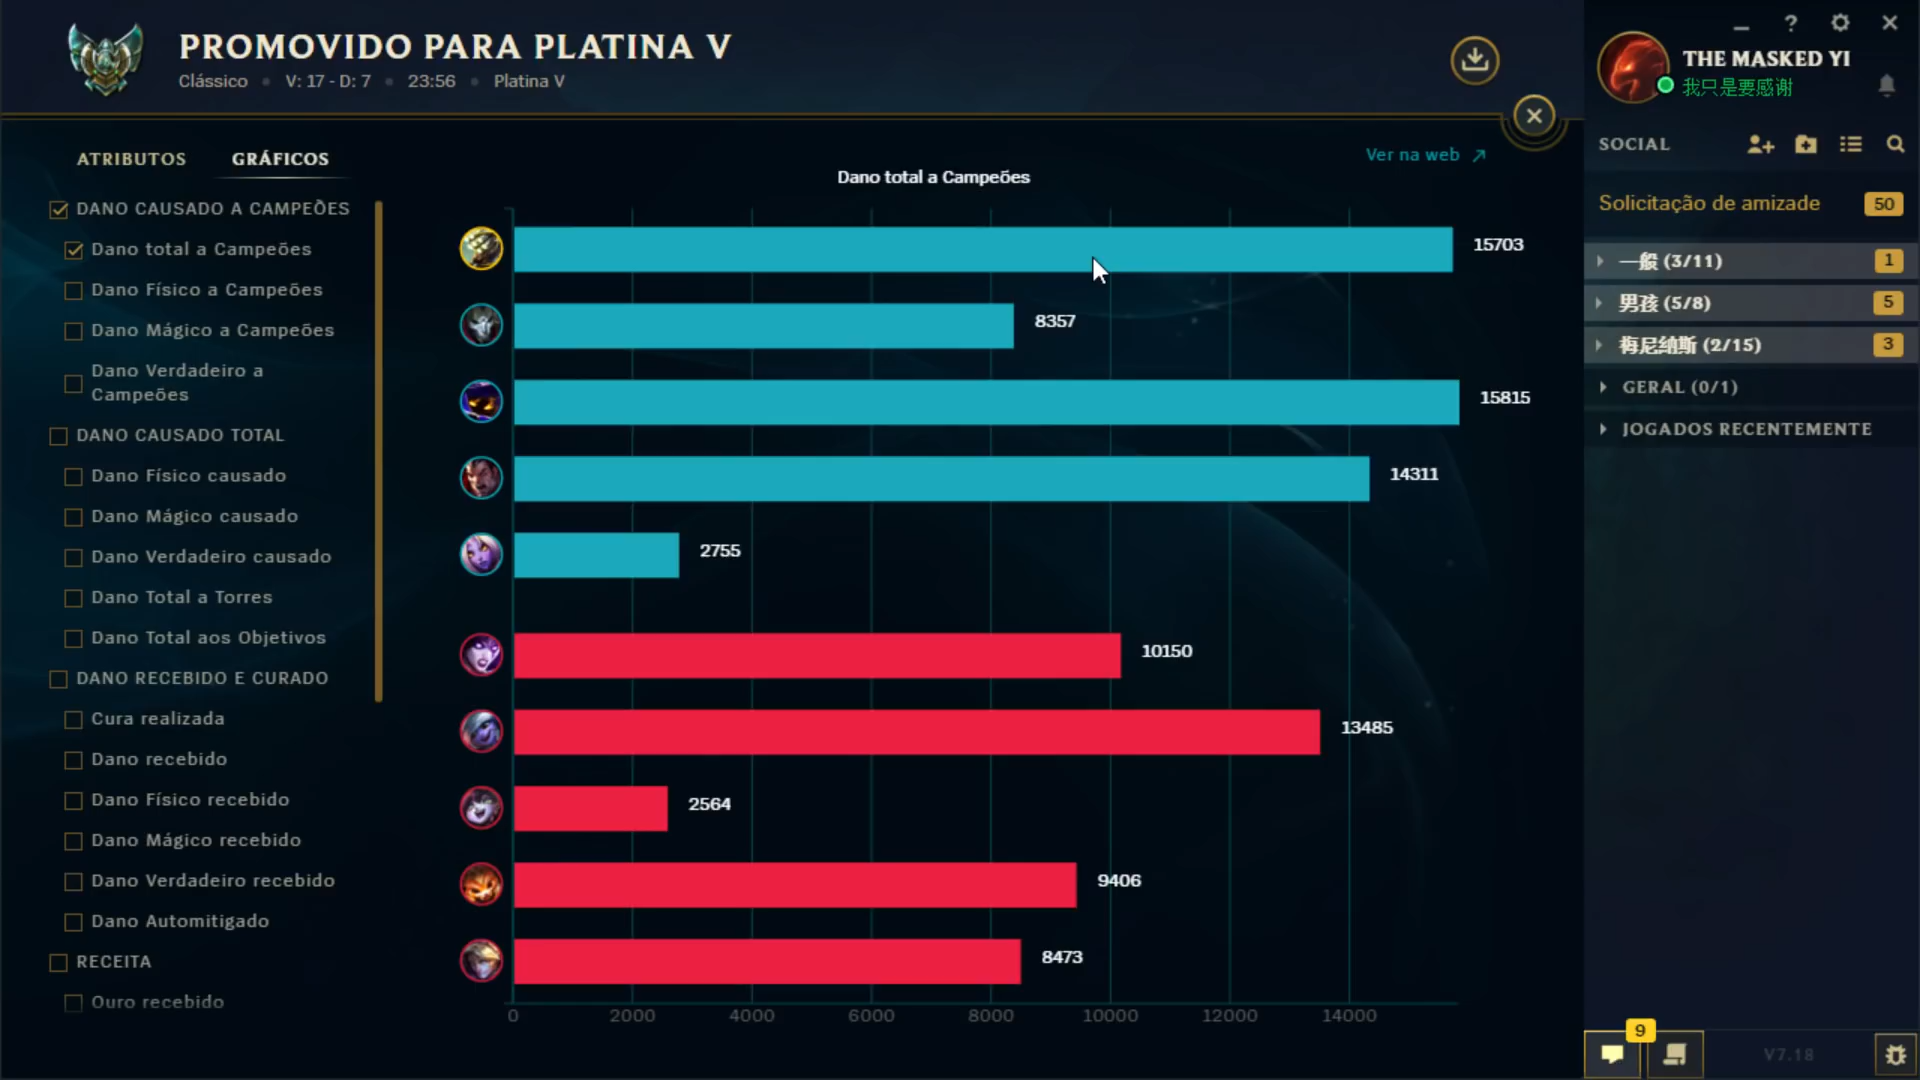 PROMOVIDO PARA PLATINA V
Clássico • V: 17 - D: 7 • 23:56 • Platina V
ATRIBUTOS
GRÁFICOS
DANO CAUSADO A CAMPEÕES
Dano total a Campeões
Dano Físico a Campeões
Dano Mágico a Campeões
Dano Verdadeiro a
Campeões
DANO CAUSADO TOTAL
Dano Físico causado
Dano Mágico causado
Dano Verdadeiro causado
Dano Total a Torres
Dano Total aos Objetivos
DANO RECEBIDO E CURADO
Cura realizada
Dano recebido
Dano Físico recebido
Dano Mágico recebido
Dano Verdadeiro recebido
Dano Automitigado
RECEITA
Ouro recebido
Ver na web
Dano total a Campeões
15703
8357
15815
14311
2755
10150
13485
2564
9406
8473
0 2000 4000 6000 8000 10000 12000 14000
?
THE MASKED YI
我只是要感谢
SOCIAL
Solicitação de amizade 50
一般 (3/11) 1
男孩 (5/8) 5
梅尼纳斯 (2/15) 3
GERAL (0/1)
JOGADOS RECENTEMENTE
9
V7.18